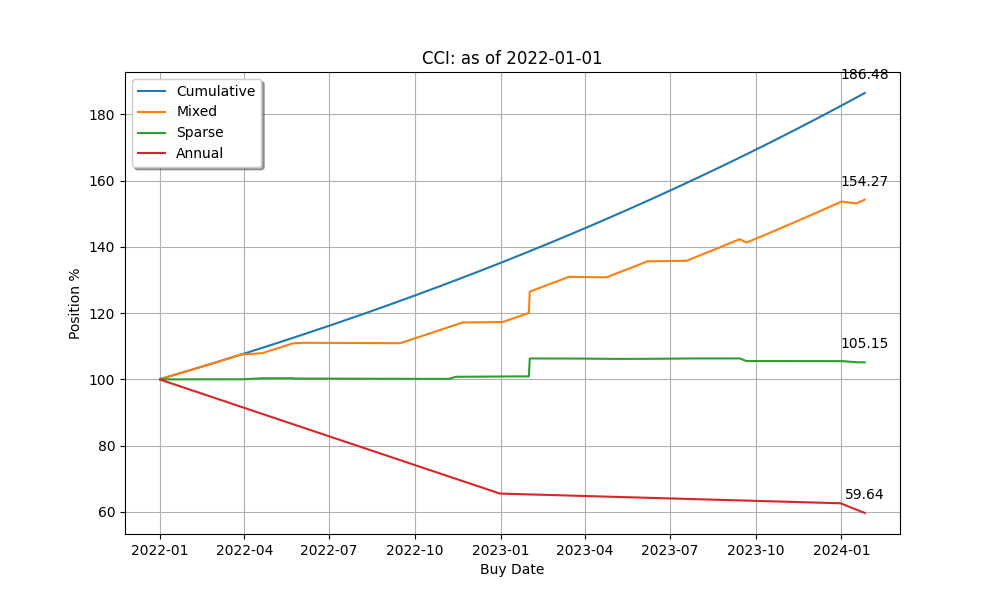 CCI: as of 2022-01-01
Cumulative
Mixed
Sparse
Annual
186.48
154.27
105.15
59.64
Position %
180
160
140
120
100
80
60
2022-01 2022-04 2022-07 2022-10 2023-01 2023-04 2023-07 2023-10 2024-01
Buy Date